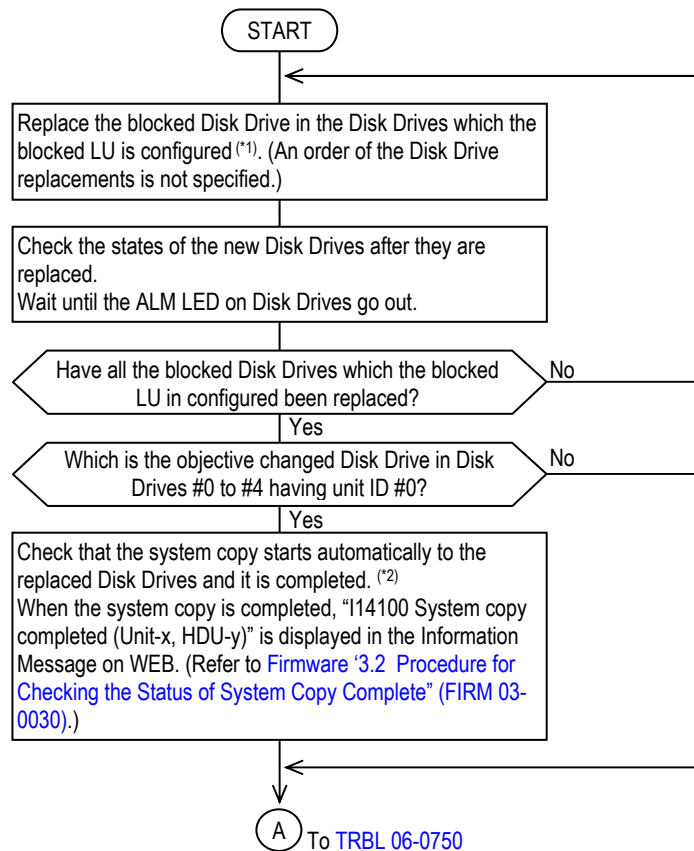 START
Replace the blocked Disk Drive in the Disk Drives which the
blocked LU is configured (*1). (An order of the Disk Drive
replacements is not specified.)
Check the states of the new Disk Drives after they are
replaced.
Wait until the ALM LED on Disk Drives go out.
Have all the blocked Disk Drives which the blocked
LU in configured been replaced?
No
Yes
Which is the objective changed Disk Drive in Disk
Drives #0 to #4 having unit ID #0?
No
Yes
Check that the system copy starts automatically to the
replaced Disk Drives and it is completed. (*2)
When the system copy is completed, “I14100 System copy
completed (Unit-x, HDU-y)” is displayed in the Information
Message on WEB. (Refer to Firmware ‘3.2 Procedure for
Checking the Status of System Copy Complete” (FIRM 03-
0030).)
A
To TRBL 06-0750